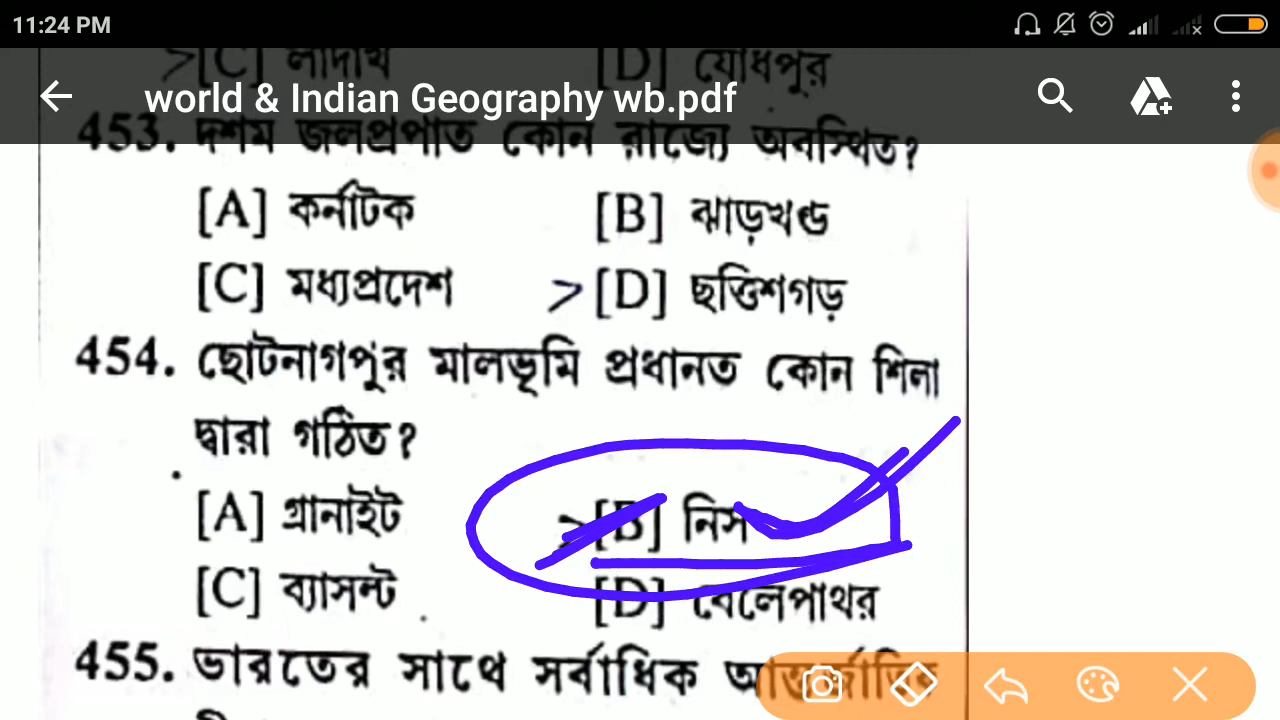 11:24 PM
>[C] লাদাখ [D] যোধপুর
world & Indian Geography wb.pdf
453. দশম জলপ্রপাত কোন রাজ্যে অবস্থিত?
[A] কর্নাটক [B] ঝাড়খণ্ড
[C] মধ্যপ্রদেশ >[D] ছত্তিশগড়
454. ছোটনাগপুর মালভূমি প্রধানত কোন শিলা
দ্বারা গঠিত?
[A] গ্রানাইট >[B] নিস
[C] ব্যাসল্ট [D] বেলেপাথর
455. ভারতের সাথে সর্বাধিক